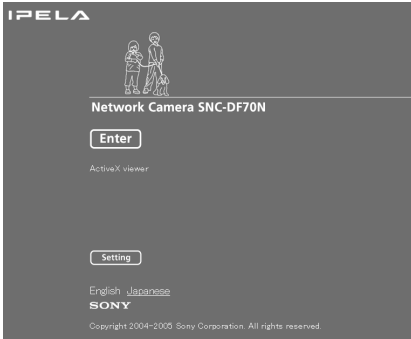 IPELA
Network Camera SNC-DF70N
Enter
ActiveX viewer
Setting
English Japanese
SONY
Copyright 2004-2005 Sony Corporation. All rights reserved.